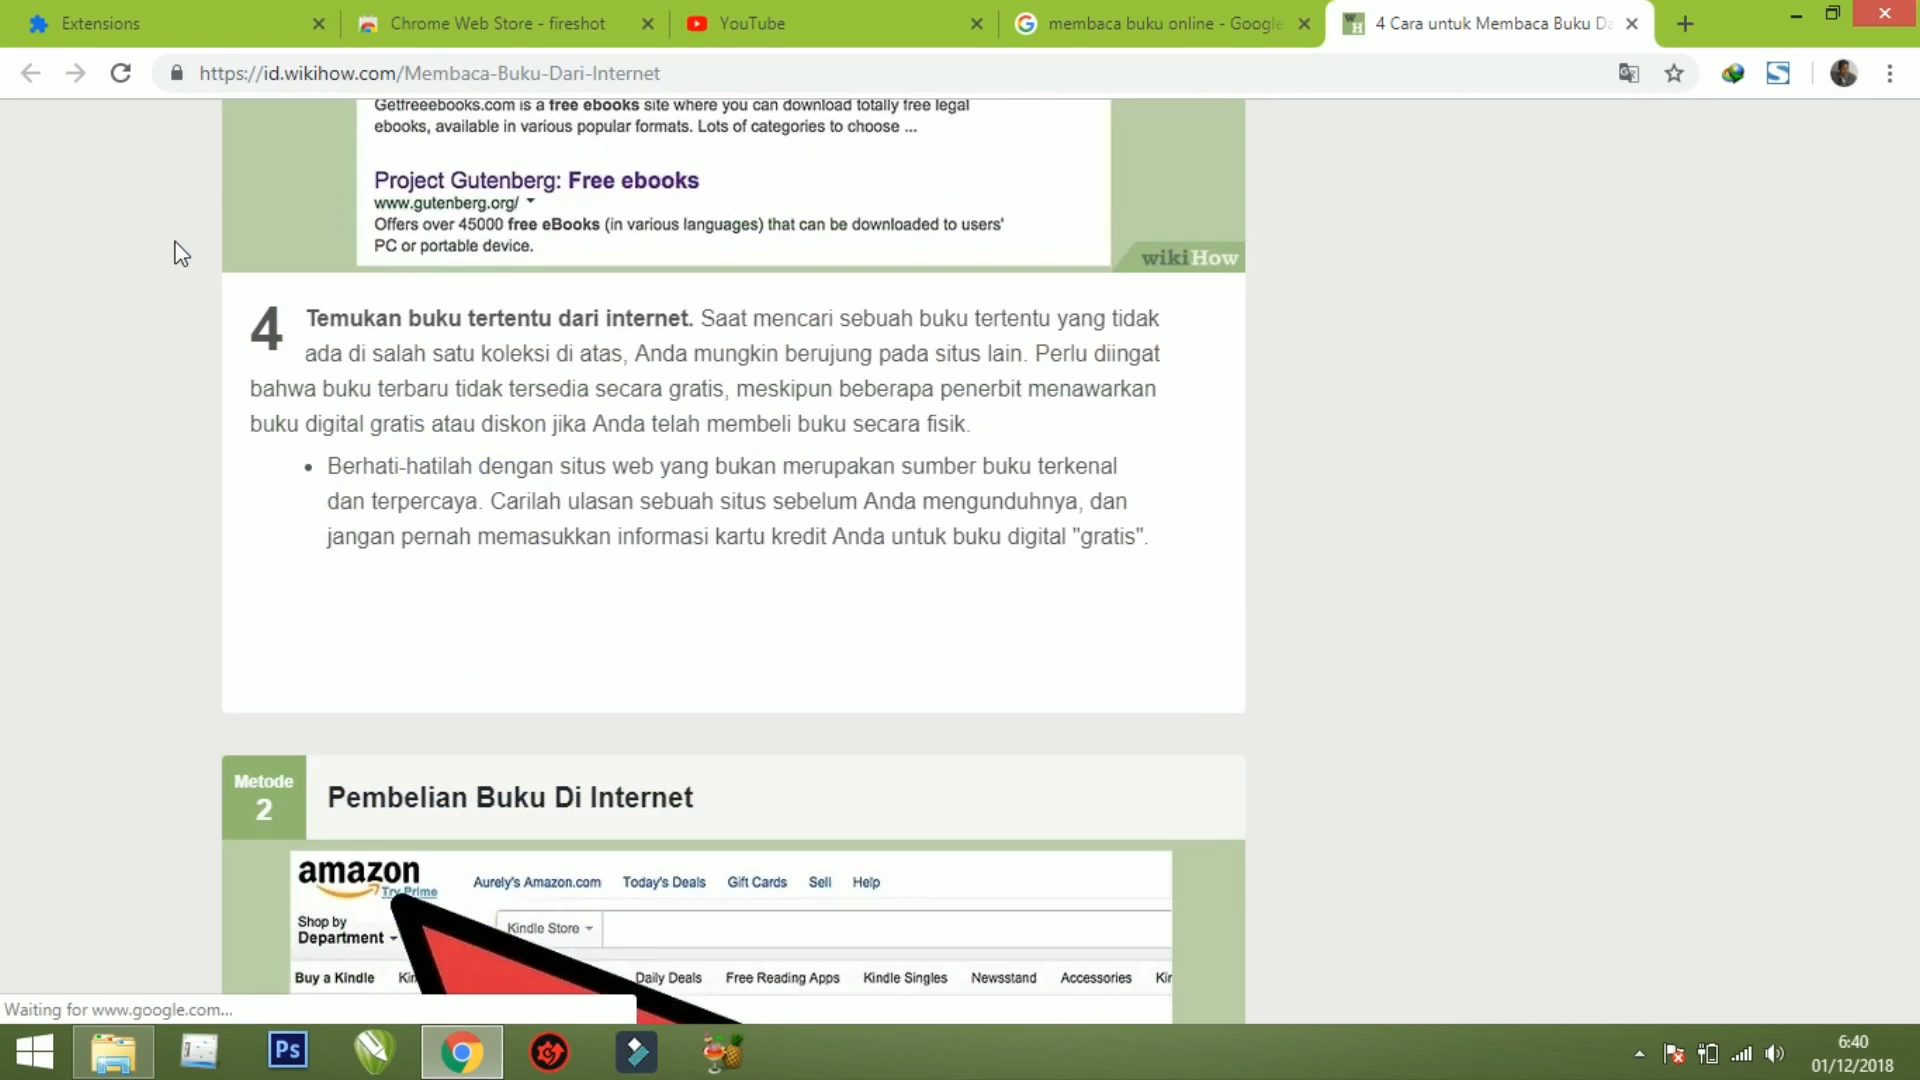 Extensions
Chrome Web Store - fireshot
YouTube
membaca buku online - Google
4 Cara untuk Membaca Buku Da
https://id.wikihow.com/Membaca-Buku-Dari-Internet
Getfreeebooks.com is a free ebooks site where you can download totally free legal
ebooks, available in various popular formats. Lots of categories to choose ...
Project Gutenberg: Free ebooks
www.gutenberg.org/
Offers over 45000 free eBooks (in various languages) that can be downloaded to users'
PC or portable device.
wikiHow
4 Temukan buku tertentu dari internet. Saat mencari sebuah buku tertentu yang tidak
ada di salah satu koleksi di atas, Anda mungkin berujung pada situs lain. Perlu diingat
bahwa buku terbaru tidak tersedia secara gratis, meskipun beberapa penerbit menawarkan
buku digital gratis atau diskon jika Anda telah membeli buku secara fisik.
• Berhati-hatilah dengan situs web yang bukan merupakan sumber buku terkenal
dan terpercaya. Carilah ulasan sebuah situs sebelum Anda mengunduhnya, dan
jangan pernah memasukkan informasi kartu kredit Anda untuk buku digital "gratis".
Metode
2
Pembelian Buku Di Internet
amazon
Try Prime
Aurely's Amazon.com Today's Deals Gift Cards Sell Help
Shop by
Department
Kindle Store
Buy a Kindle Kin Daily Deals Free Reading Apps Kindle Singles Newsstand Accessories Kin
Waiting for www.google.com...
Ps
6:40
01/12/2018